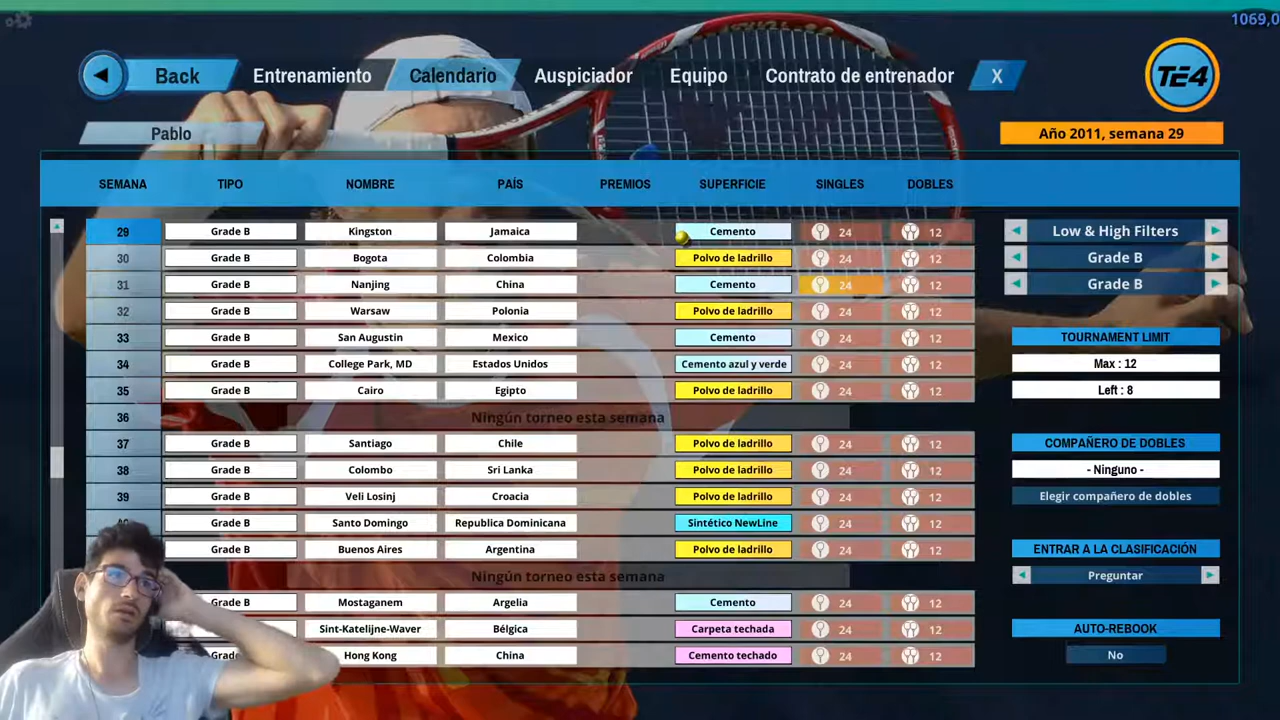 1069,0
Back Entrenamiento Calendario Auspiciador Equipo Contrato de entrenador X TE4
Pablo Año 2011, semana 29
SEMANA TIPO NOMBRE PAÍS PREMIOS SUPERFICIE SINGLES DOBLES
29 Grade B Kingston Jamaica Cemento 24 12 Low & High Filters
30 Grade B Bogota Colombia Polvo de ladrillo 24 12 Grade B
31 Grade B Nanjing China Cemento 24 12 Grade B
32 Grade B Warsaw Polonia Polvo de ladrillo 24 12
33 Grade B San Augustin Mexico Cemento 24 12 TOURNAMENT LIMIT
34 Grade B College Park, MD Estados Unidos Cemento azul y verde 24 12 Max : 12
35 Grade B Cairo Egipto Polvo de ladrillo 24 12 Left : 8
36 Ningún torneo esta semana
37 Grade B Santiago Chile Polvo de ladrillo 24 12 COMPAÑERO DE DOBLES
38 Grade B Colombo Sri Lanka Polvo de ladrillo 24 12 - Ninguno -
39 Grade B Veli Losinj Croacia Polvo de ladrillo 24 12 Elegir compañero de dobles
Grade B Santo Domingo Republica Dominicana Sintético NewLine 24 12
Grade B Buenos Aires Argentina Polvo de ladrillo 24 12 ENTRAR A LA CLASIFICACIÓN
Ningún torneo esta semana Preguntar
Grade B Mostaganem Argelia Cemento 24 12
Sint-Katelijne-Waver Bélgica Carpeta techada 24 12 AUTO-REBOOK
Hong Kong China Cemento techado 24 12 No